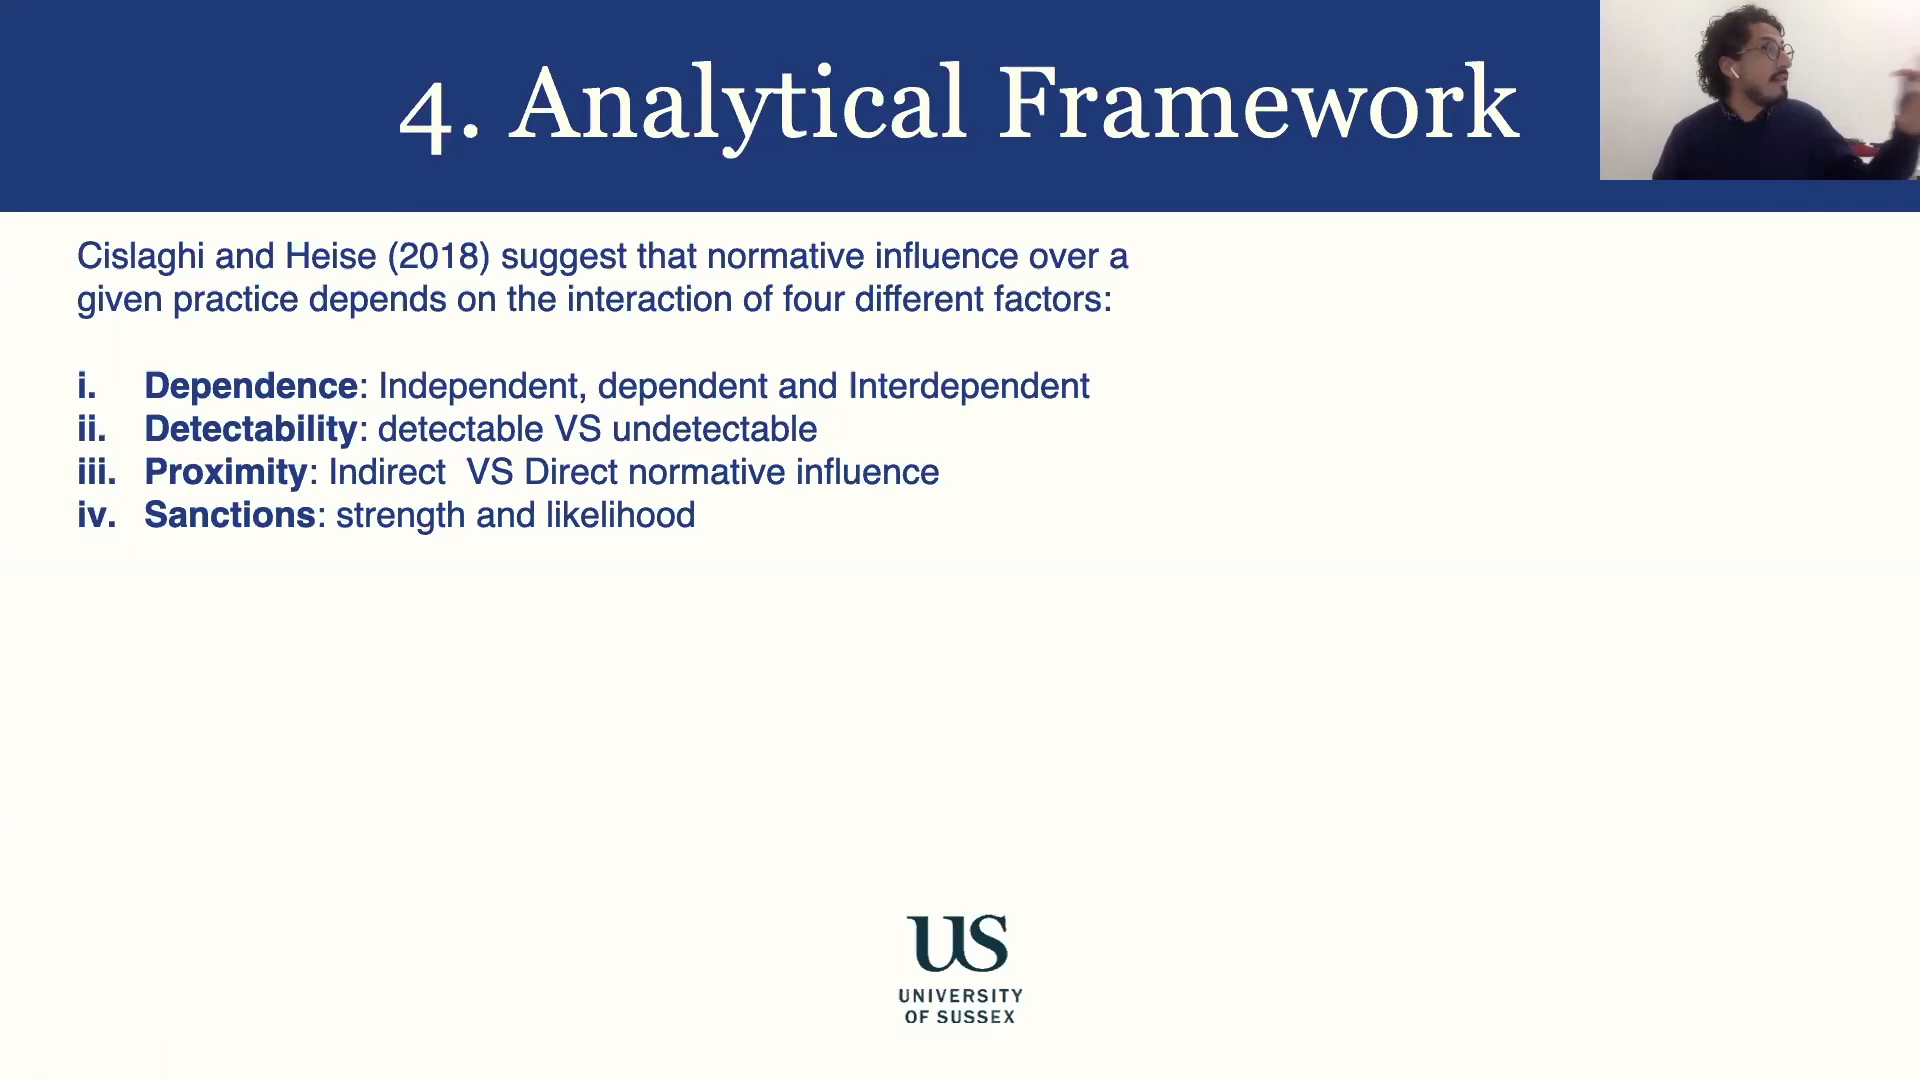 4. Analytical Framework
Cislaghi and Heise (2018) suggest that normative influence over a
given practice depends on the interaction of four different factors:
i. Dependence: Independent, dependent and Interdependent
ii. Detectability: detectable VS undetectable
iii. Proximity: Indirect  VS Direct normative influence
iv. Sanctions: strength and likelihood
US
UNIVERSITY
OF SUSSEX